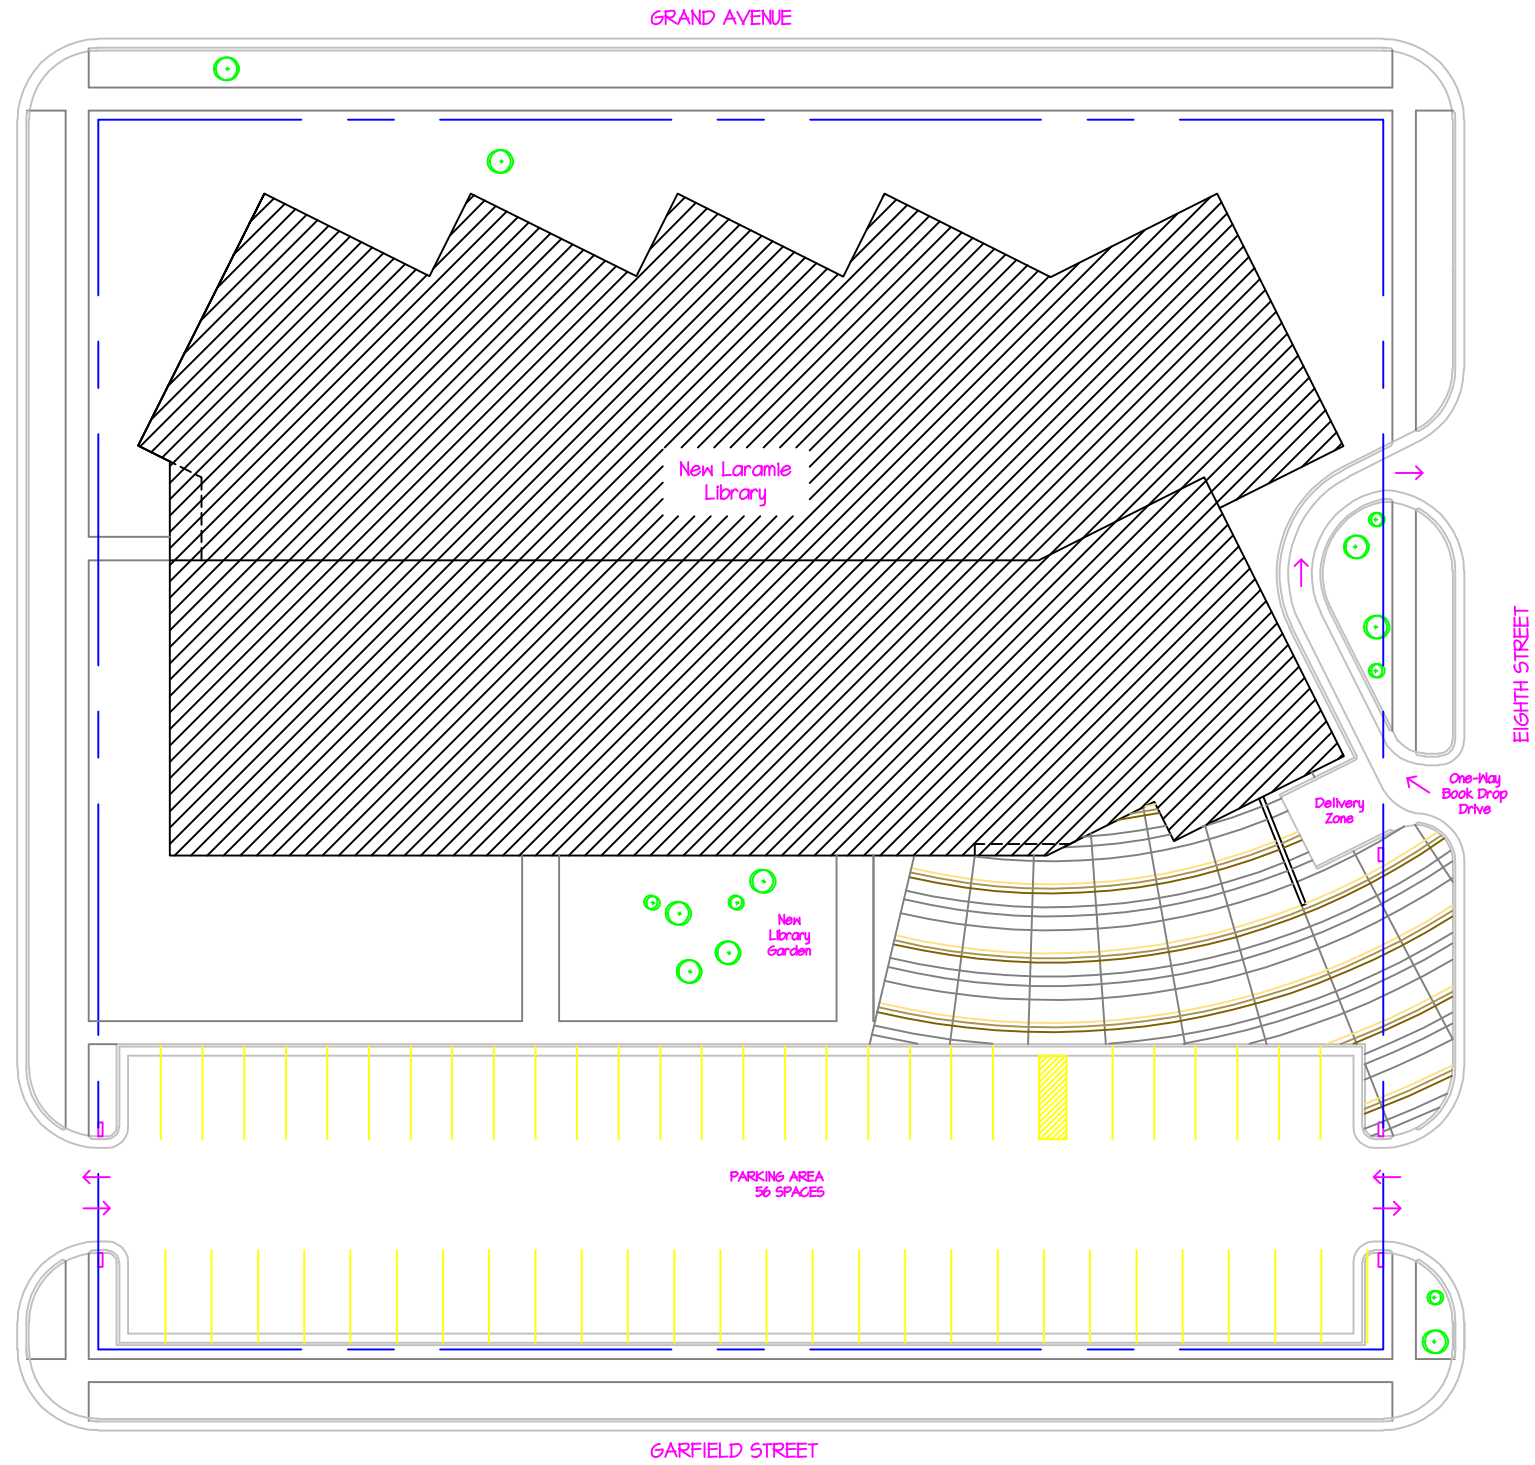 GRAND AVENUE
New Laramie
Library
EIGHTH STREET
One-Way
Book Drop
Drive
Delivery
Zone
New
Library
Garden
PARKING AREA
56 SPACES
GARFIELD STREET